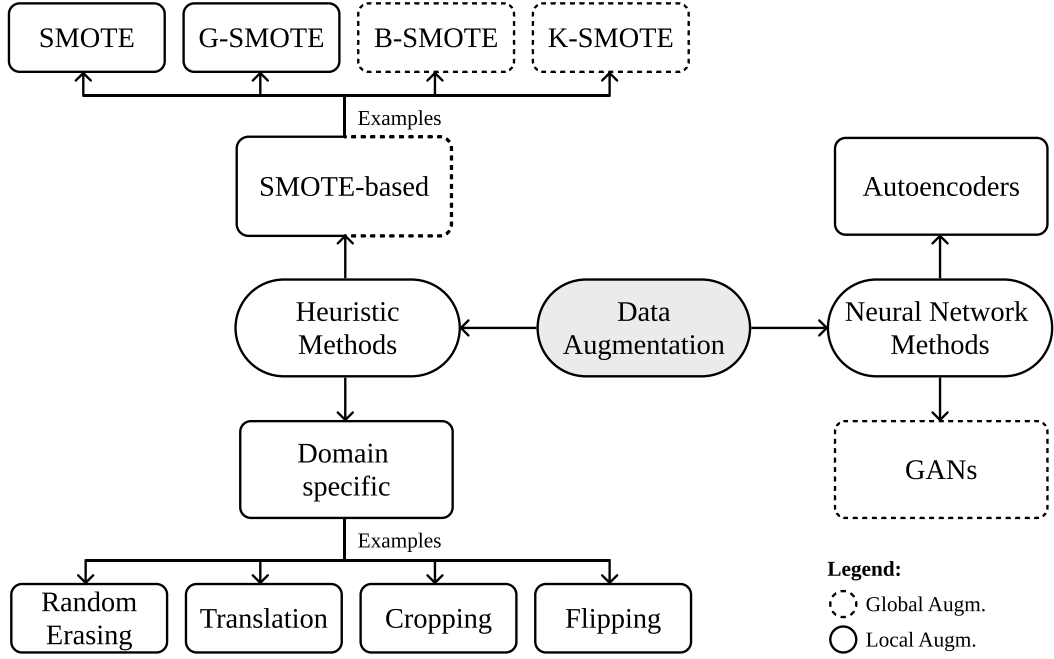 SMOTE
G-SMOTE
B-SMOTE
K-SMOTE
Examples
SMOTE-based
Autoencoders
Heuristic
Methods
Data
Augmentation
Neural Network
Methods
Domain
specific
GANs
Examples
Random
Erasing
Translation
Cropping
Flipping
Legend:
Global Augm.
Local Augm.